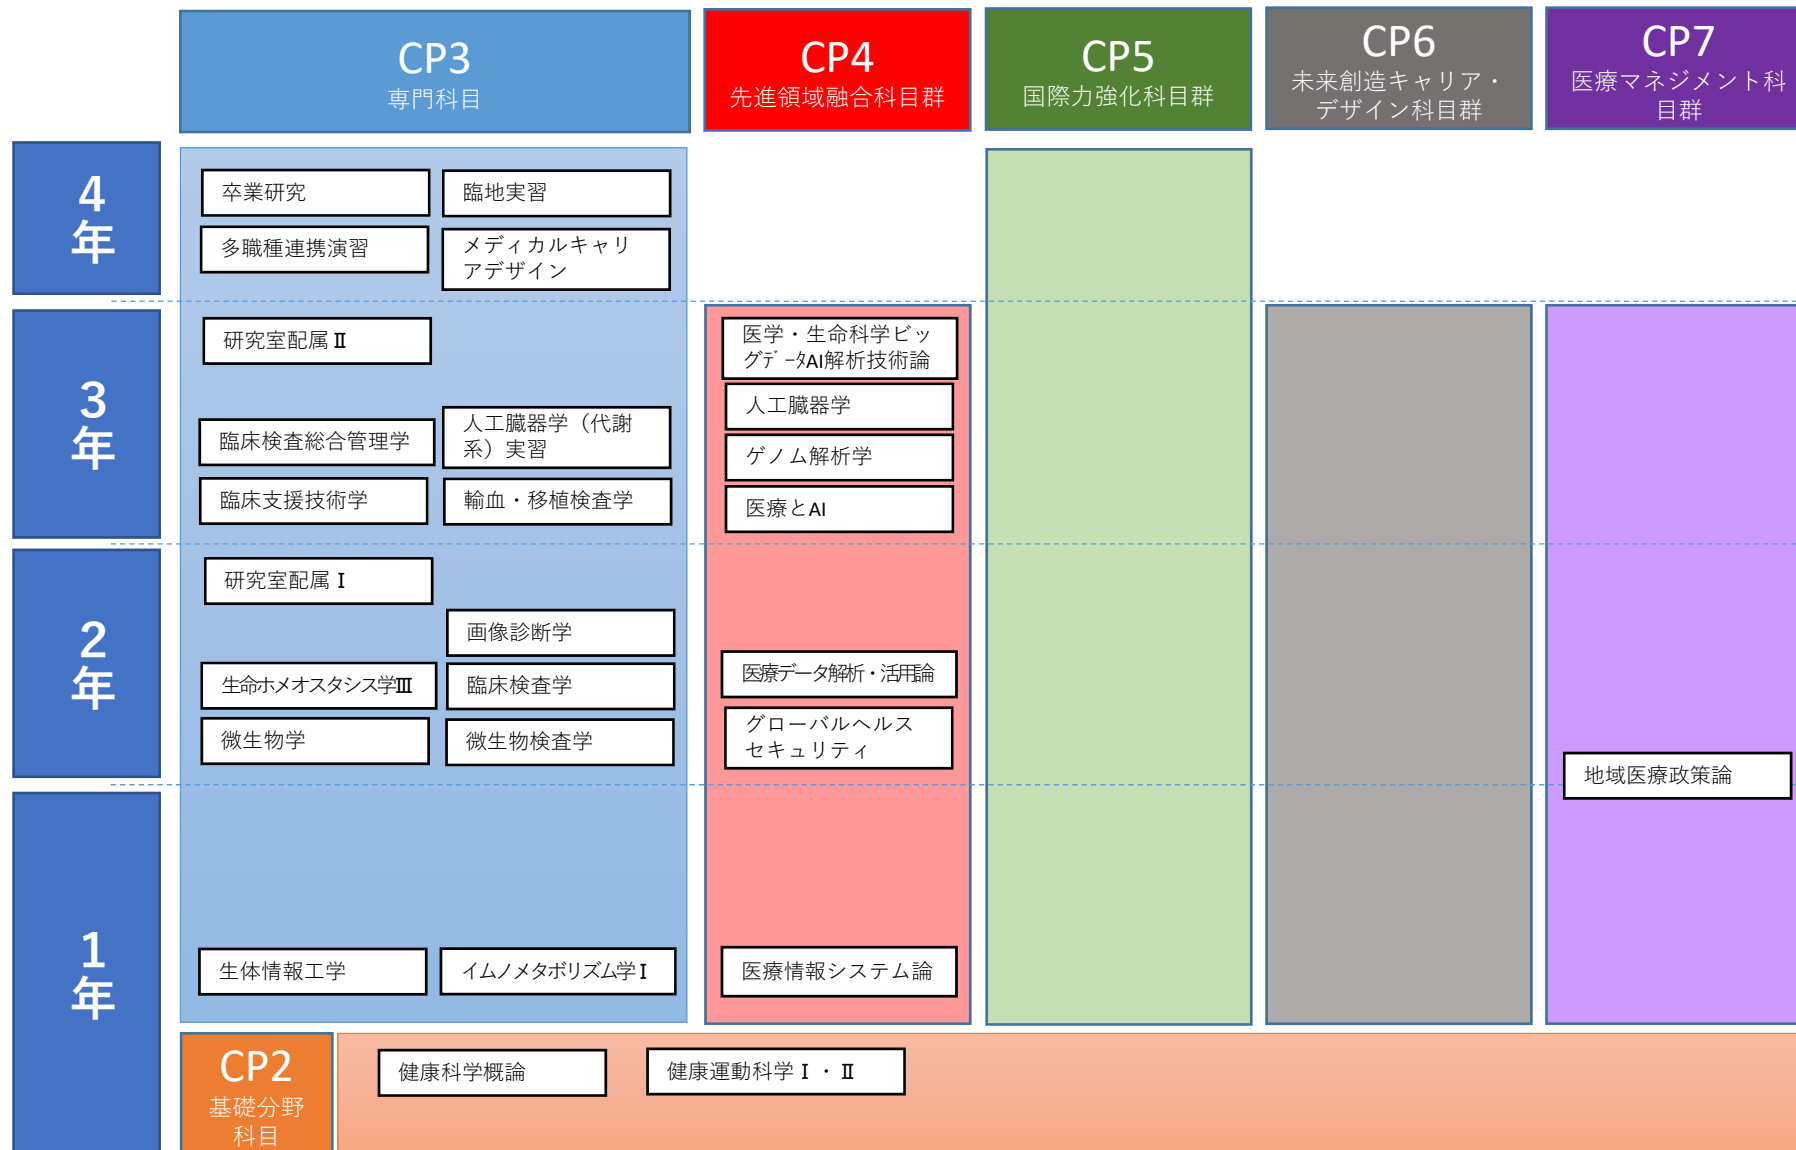 CP3
専門科目
CP4
先進領域融合科目群
CP5
国際力強化科目群
CP6
未来創造キャリア・
デザイン科目群
CP7
医療マネジメント科
目群
4
年
卒業研究
臨地実習
多職種連携演習
メディカルキャリ
アデザイン
3
年
研究室配属Ⅱ
臨床検査総合管理学
人工臓器学（代謝
系）実習
臨床支援技術学
輸血・移植検査学
医学・生命科学ビッ
グデータAI解析技術論
人工臓器学
ゲノム解析学
医療とAI
2
年
研究室配属Ⅰ
画像診断学
生命ホメオスタシス学Ⅲ
臨床検査学
微生物学
微生物検査学
医療データ解析・活用論
グローバルヘルス
セキュリティ
地域医療政策論
1
年
生体情報工学
イムノメタボリズム学Ⅰ
医療情報システム論
CP2
基礎分野
科目
健康科学概論
健康運動科学Ⅰ・Ⅱ